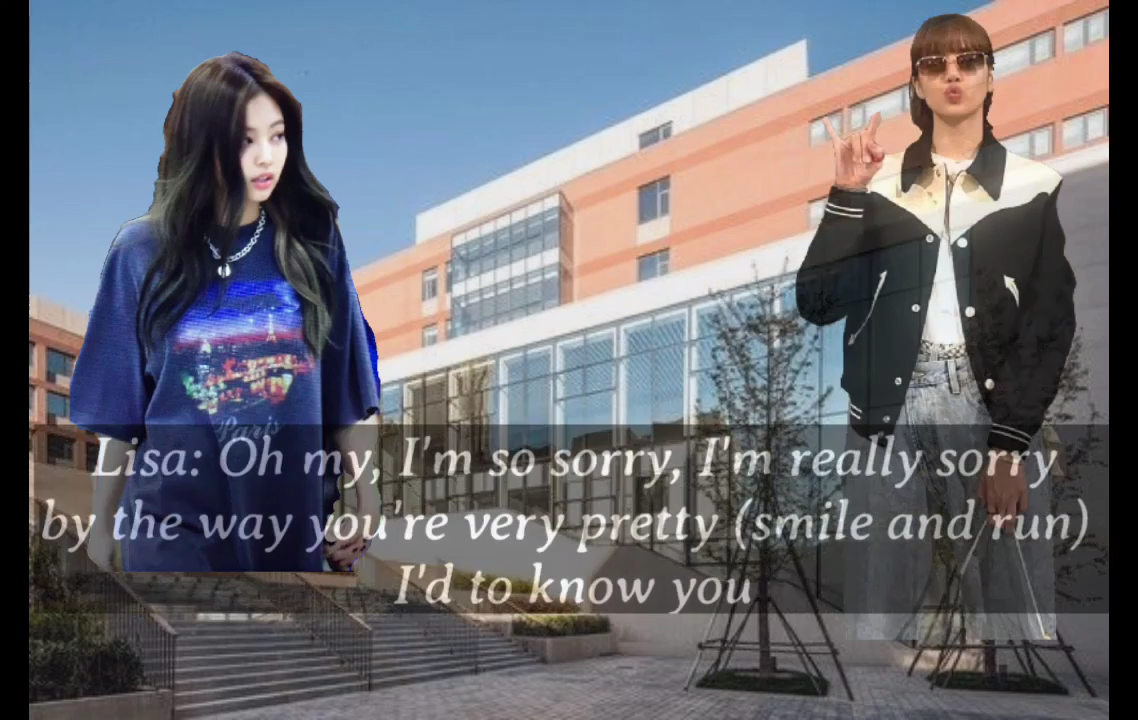 Paris
Lisa: Oh my, I'm so sorry, I'm really sorry
by the way you're very pretty (smile and run)
I'd to know you